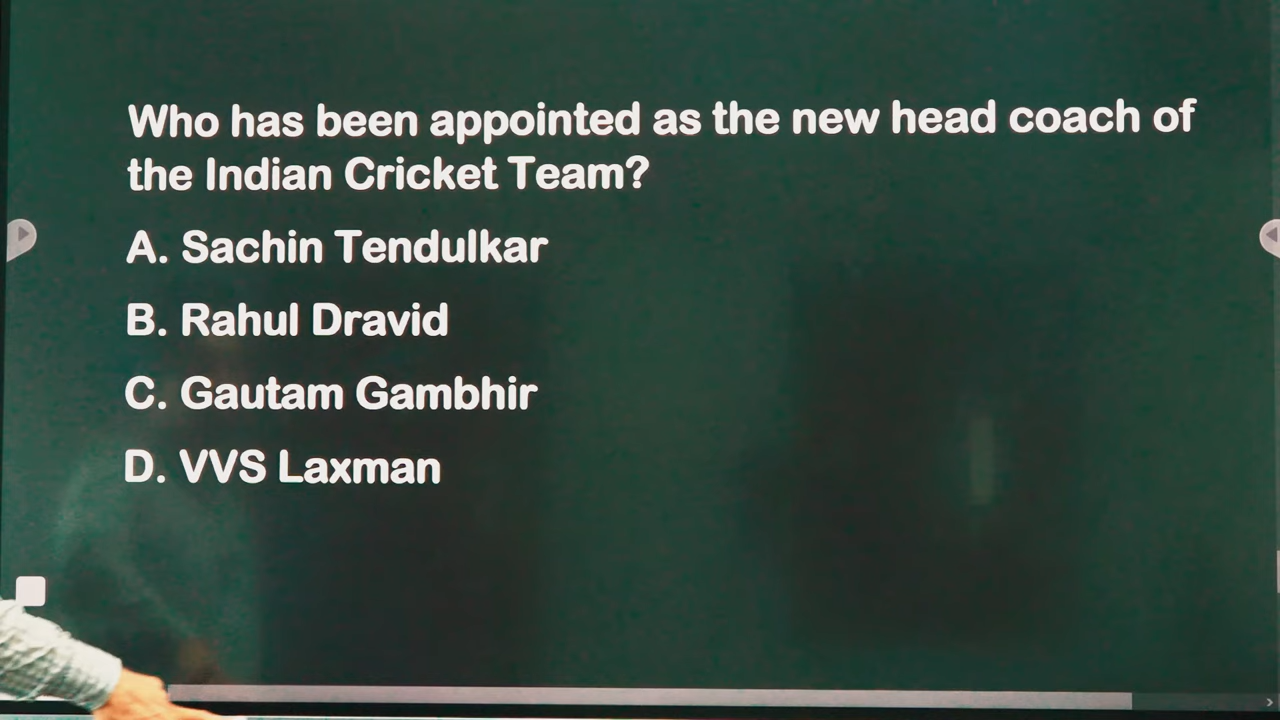 Who has been appointed as the new head coach of
the Indian Cricket Team?
A. Sachin Tendulkar
B. Rahul Dravid
C. Gautam Gambhir
D. VVS Laxman